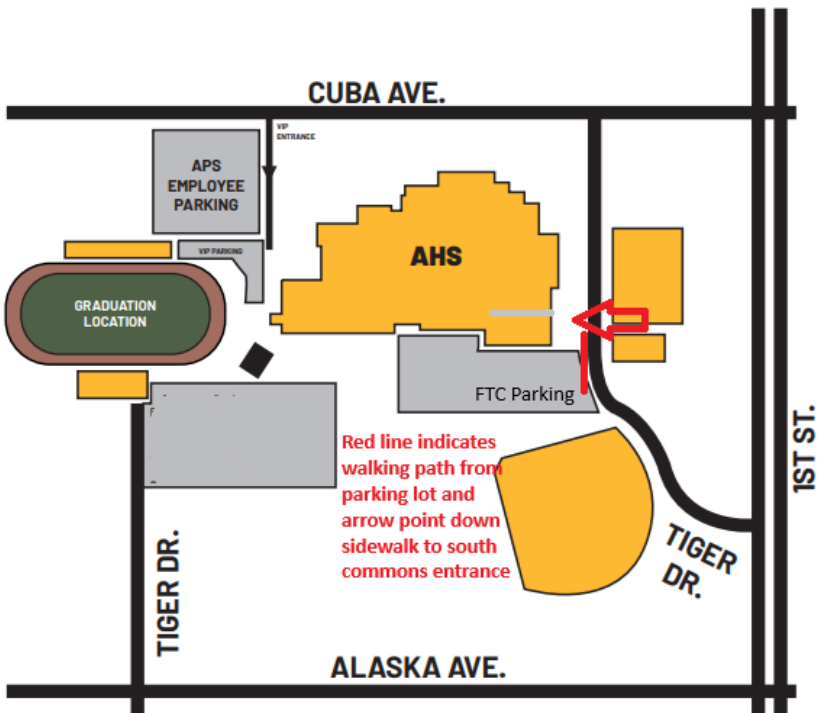 CUBA AVE.
VIP
ENTRANCE
APS
EMPLOYEE
PARKING
VIP PARKING
AHS
GRADUATION
LOCATION
FTC Parking
Red line indicates
walking path from
parking lot and
arrow point down
sidewalk to south
commons entrance
1ST ST.
TIGER
DR.
TIGER DR.
ALASKA AVE.